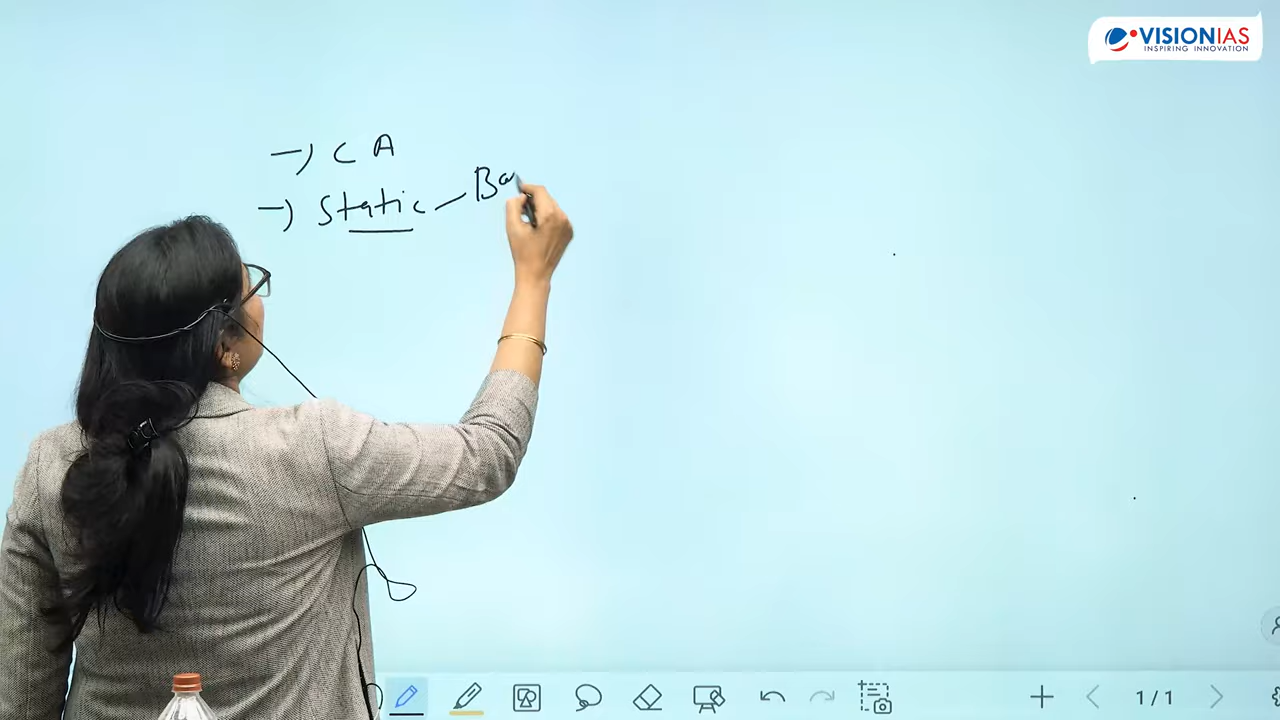 VISIONIAS
INSPIRING INNOVATION
→ CA
→ Static - Ba
1/1